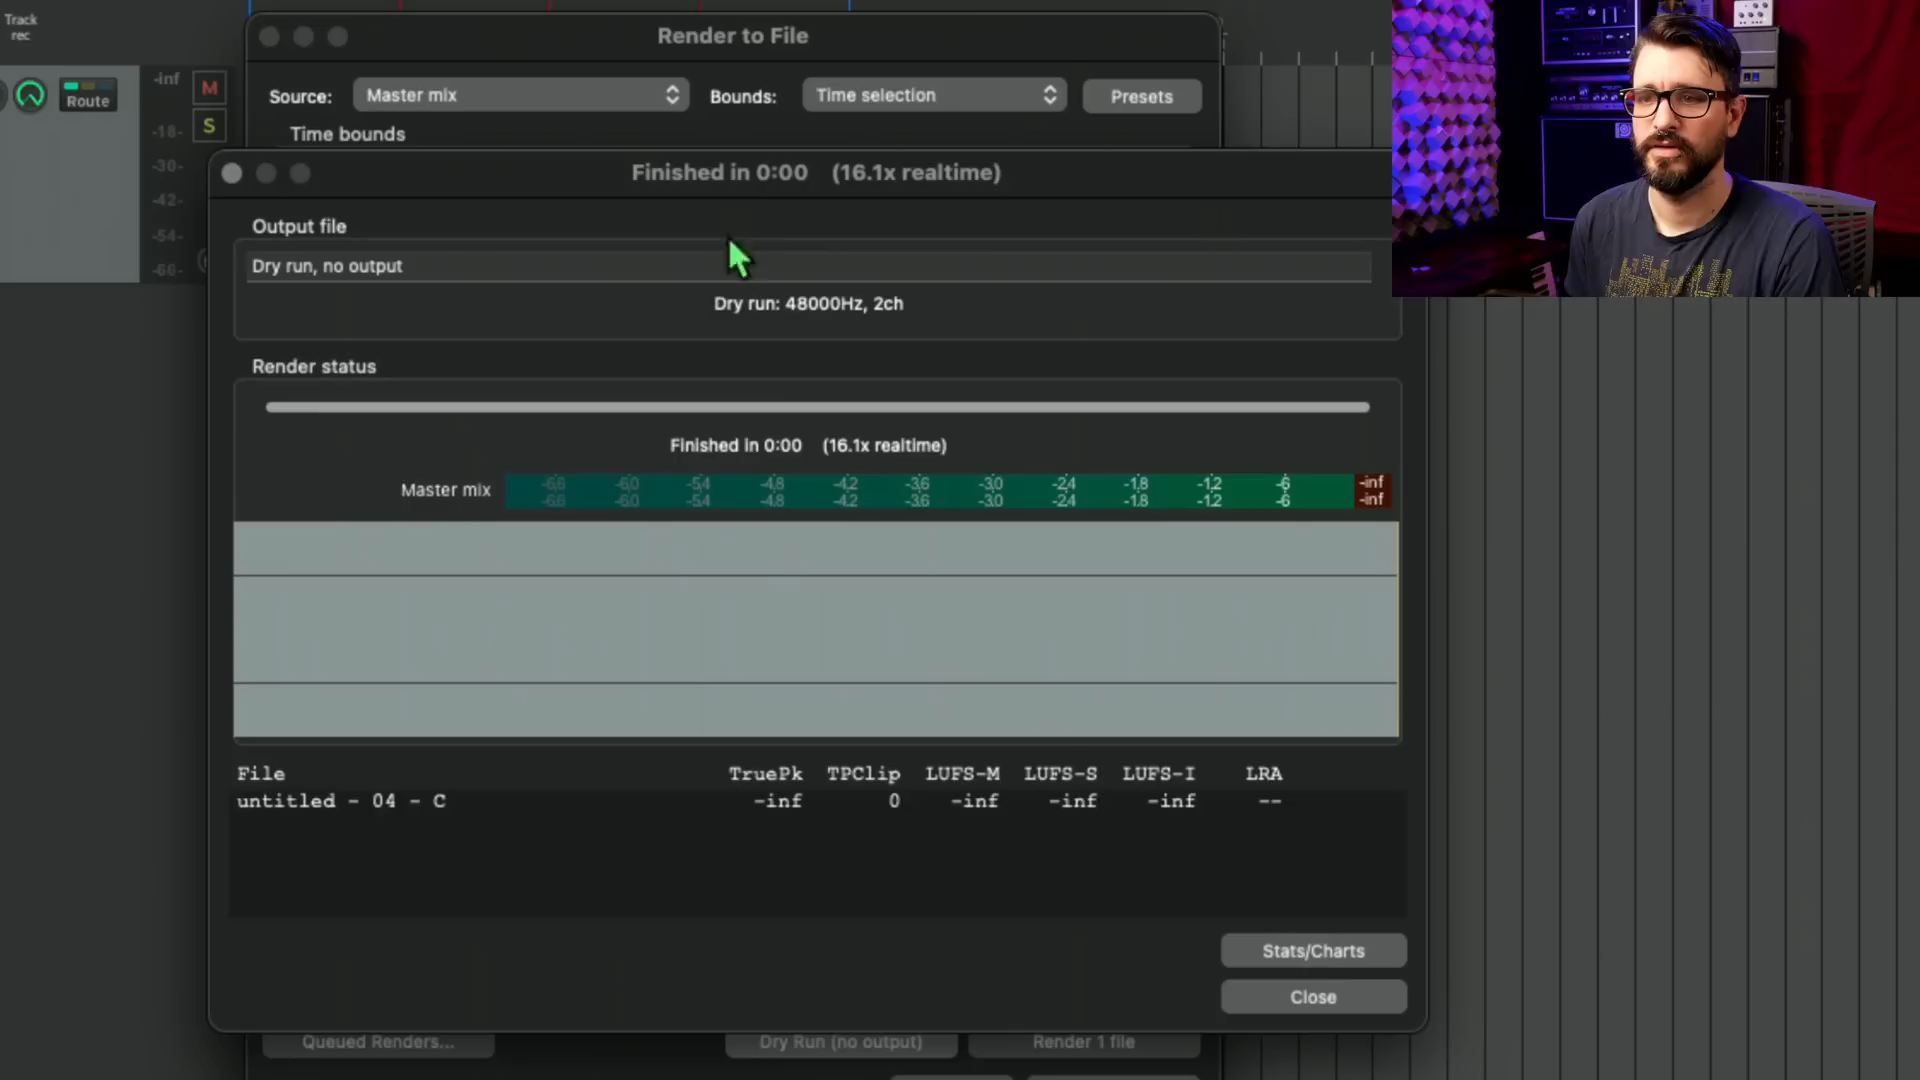 Track
rec
Route
-inf
M
S
-18-
-30-
-42-
-54-
-66-
Render to File
Source: Master mix Bounds: Time selection Presets
Time bounds
Finished in 0:00 (16.1x realtime)
Output file
Dry run, no output
Dry run: 48000Hz, 2ch
Render status
Finished in 0:00 (16.1x realtime)
Master mix -66 -60 -54 -48 -42 -36 -30 -24 -18 -12 -6 -inf
-66 -60 -54 -48 -42 -36 -30 -24 -18 -12 -6 -inf
File TruePk TPClip LUFS-M LUFS-S LUFS-I LRA
untitled - 04 - C -inf 0 -inf -inf -inf --
Stats/Charts
Close
Queued Renders... Dry Run (no output) Render 1 file